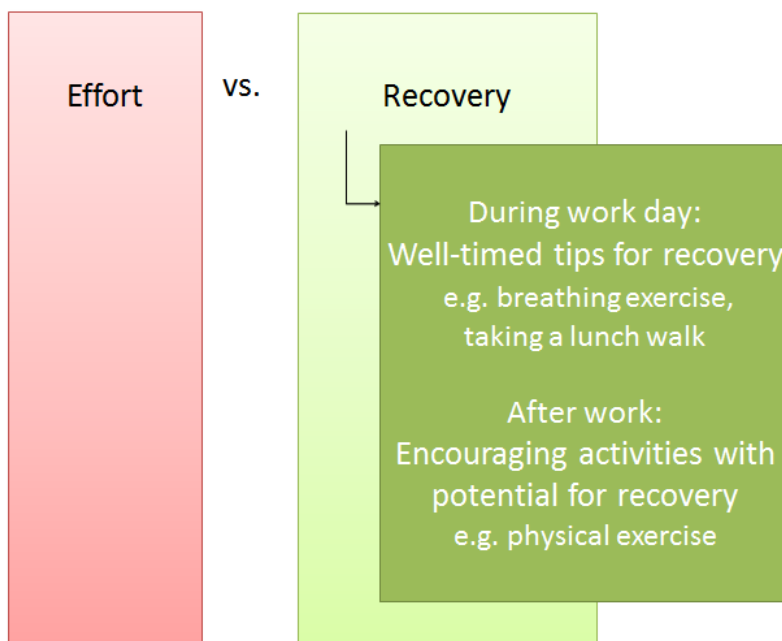 Effort
vs.
Recovery
During work day:
Well-timed tips for recovery
e.g. breathing exercise,
taking a lunch walk
After work:
Encouraging activities with
potential for recovery
e.g. physical exercise